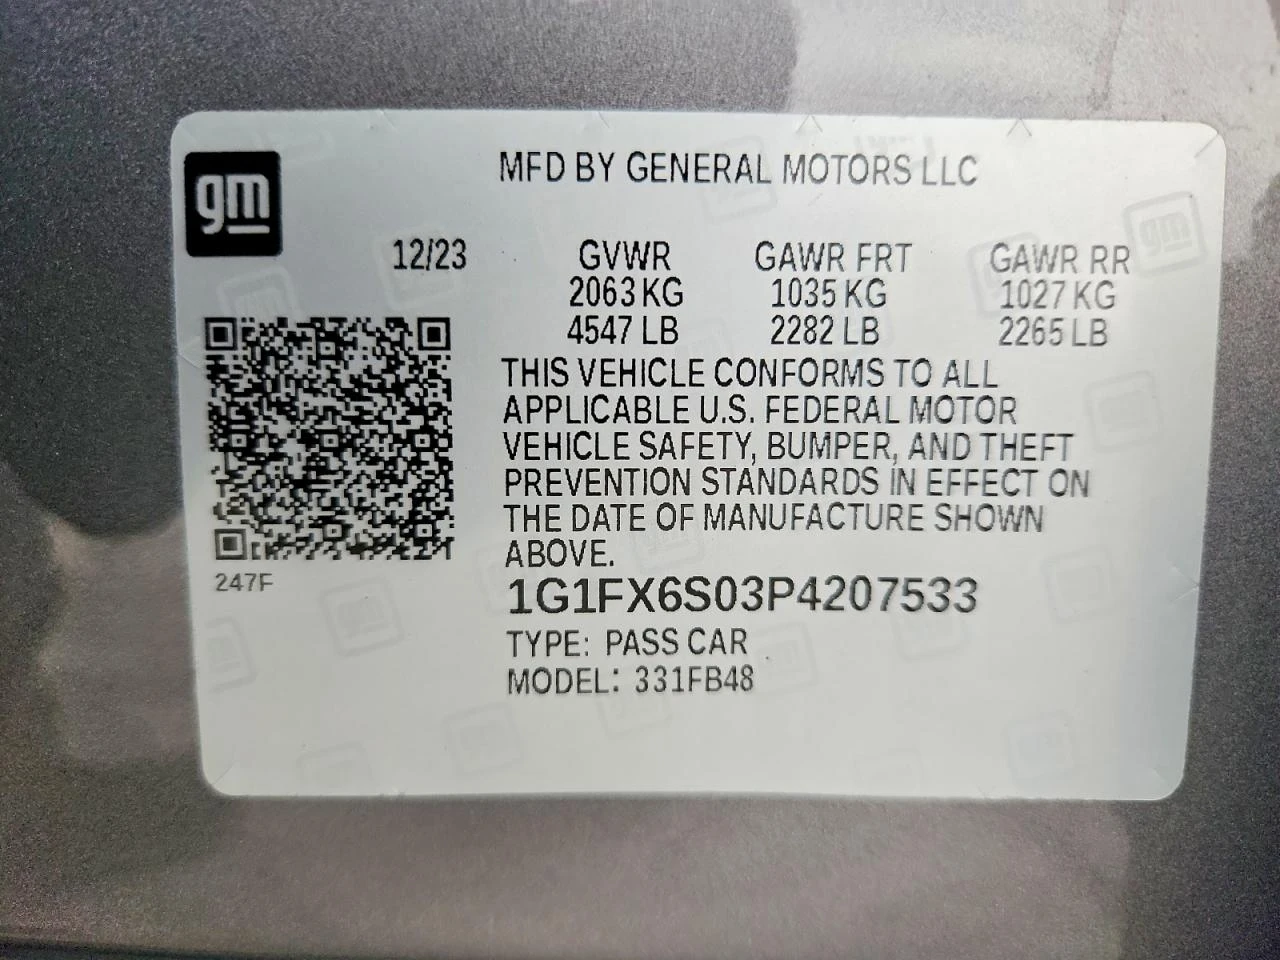 gm
MFD BY GENERAL MOTORS LLC
12/23 GVWR GAWR FRT GAWR RR
2063 KG 1035 KG 1027 KG
4547 LB 2282 LB 2265 LB
THIS VEHICLE CONFORMS TO ALL
APPLICABLE U.S. FEDERAL MOTOR
VEHICLE SAFETY, BUMPER, AND THEFT
PREVENTION STANDARDS IN EFFECT ON
THE DATE OF MANUFACTURE SHOWN
ABOVE.
247F
1G1FX6S03P4207533
TYPE: PASS CAR
MODEL: 331FB48